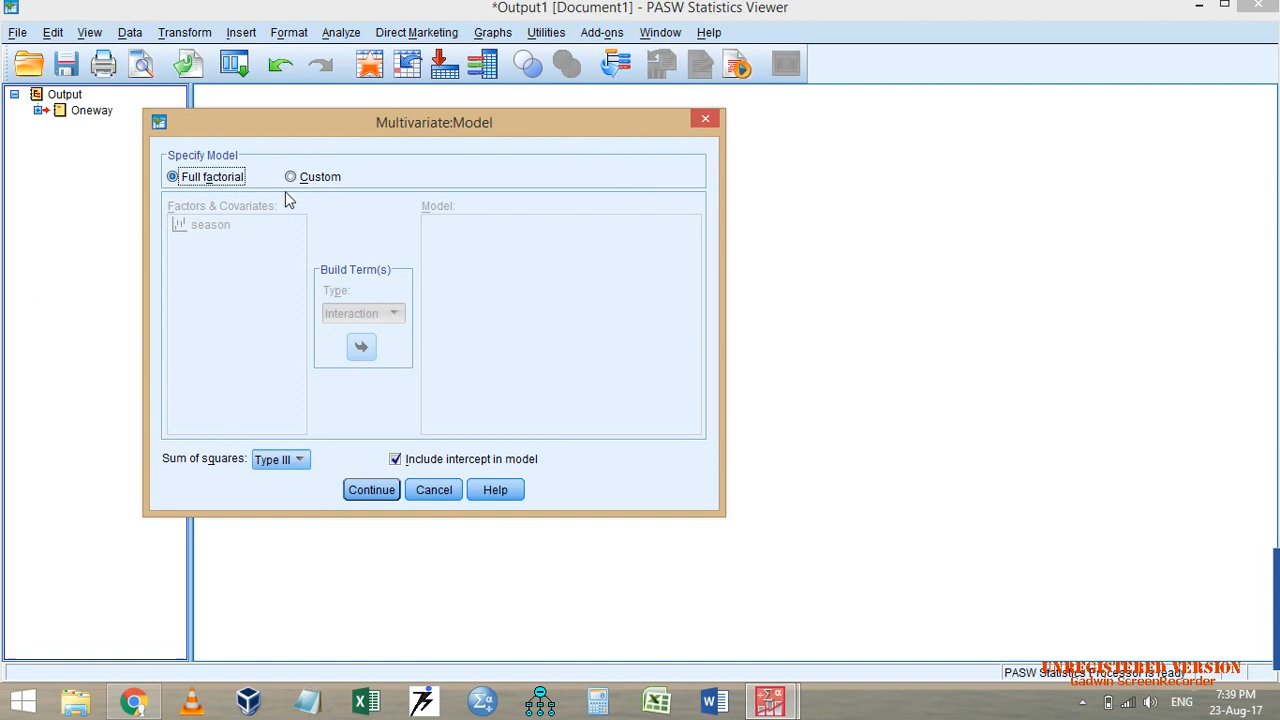 *Output1 [Document1] - PASW Statistics Viewer
File Edit View Data Transform Insert Format Analyze Direct Marketing Graphs Utilities Add-ons Window Help
Output
Oneway
Multivariate:Model
Specify Model
Full factorial Custom
Factors & Covariates: Model:
season
Build Term(s)
Type:
Interaction
Sum of squares: Type III Include intercept in model
Continue Cancel Help
PASW Statistics Processor is ready
UNREGISTERED VERSION
Gadwin ScreenRecorder
ENG
7:39 PM
23-Aug-17